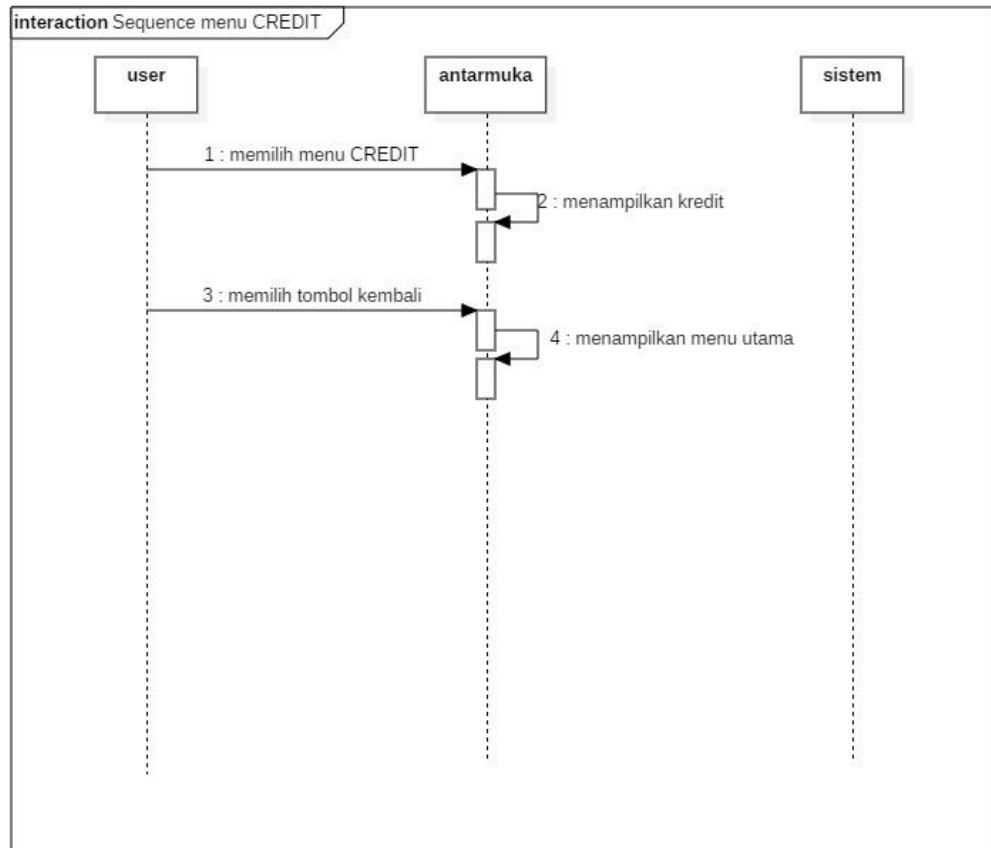 interaction Sequence menu CREDIT
user
antarmuka
sistem
1 : memilih menu CREDIT
2 : menampilkan kredit
3 : memilih tombol kembali
4 : menampilkan menu utama